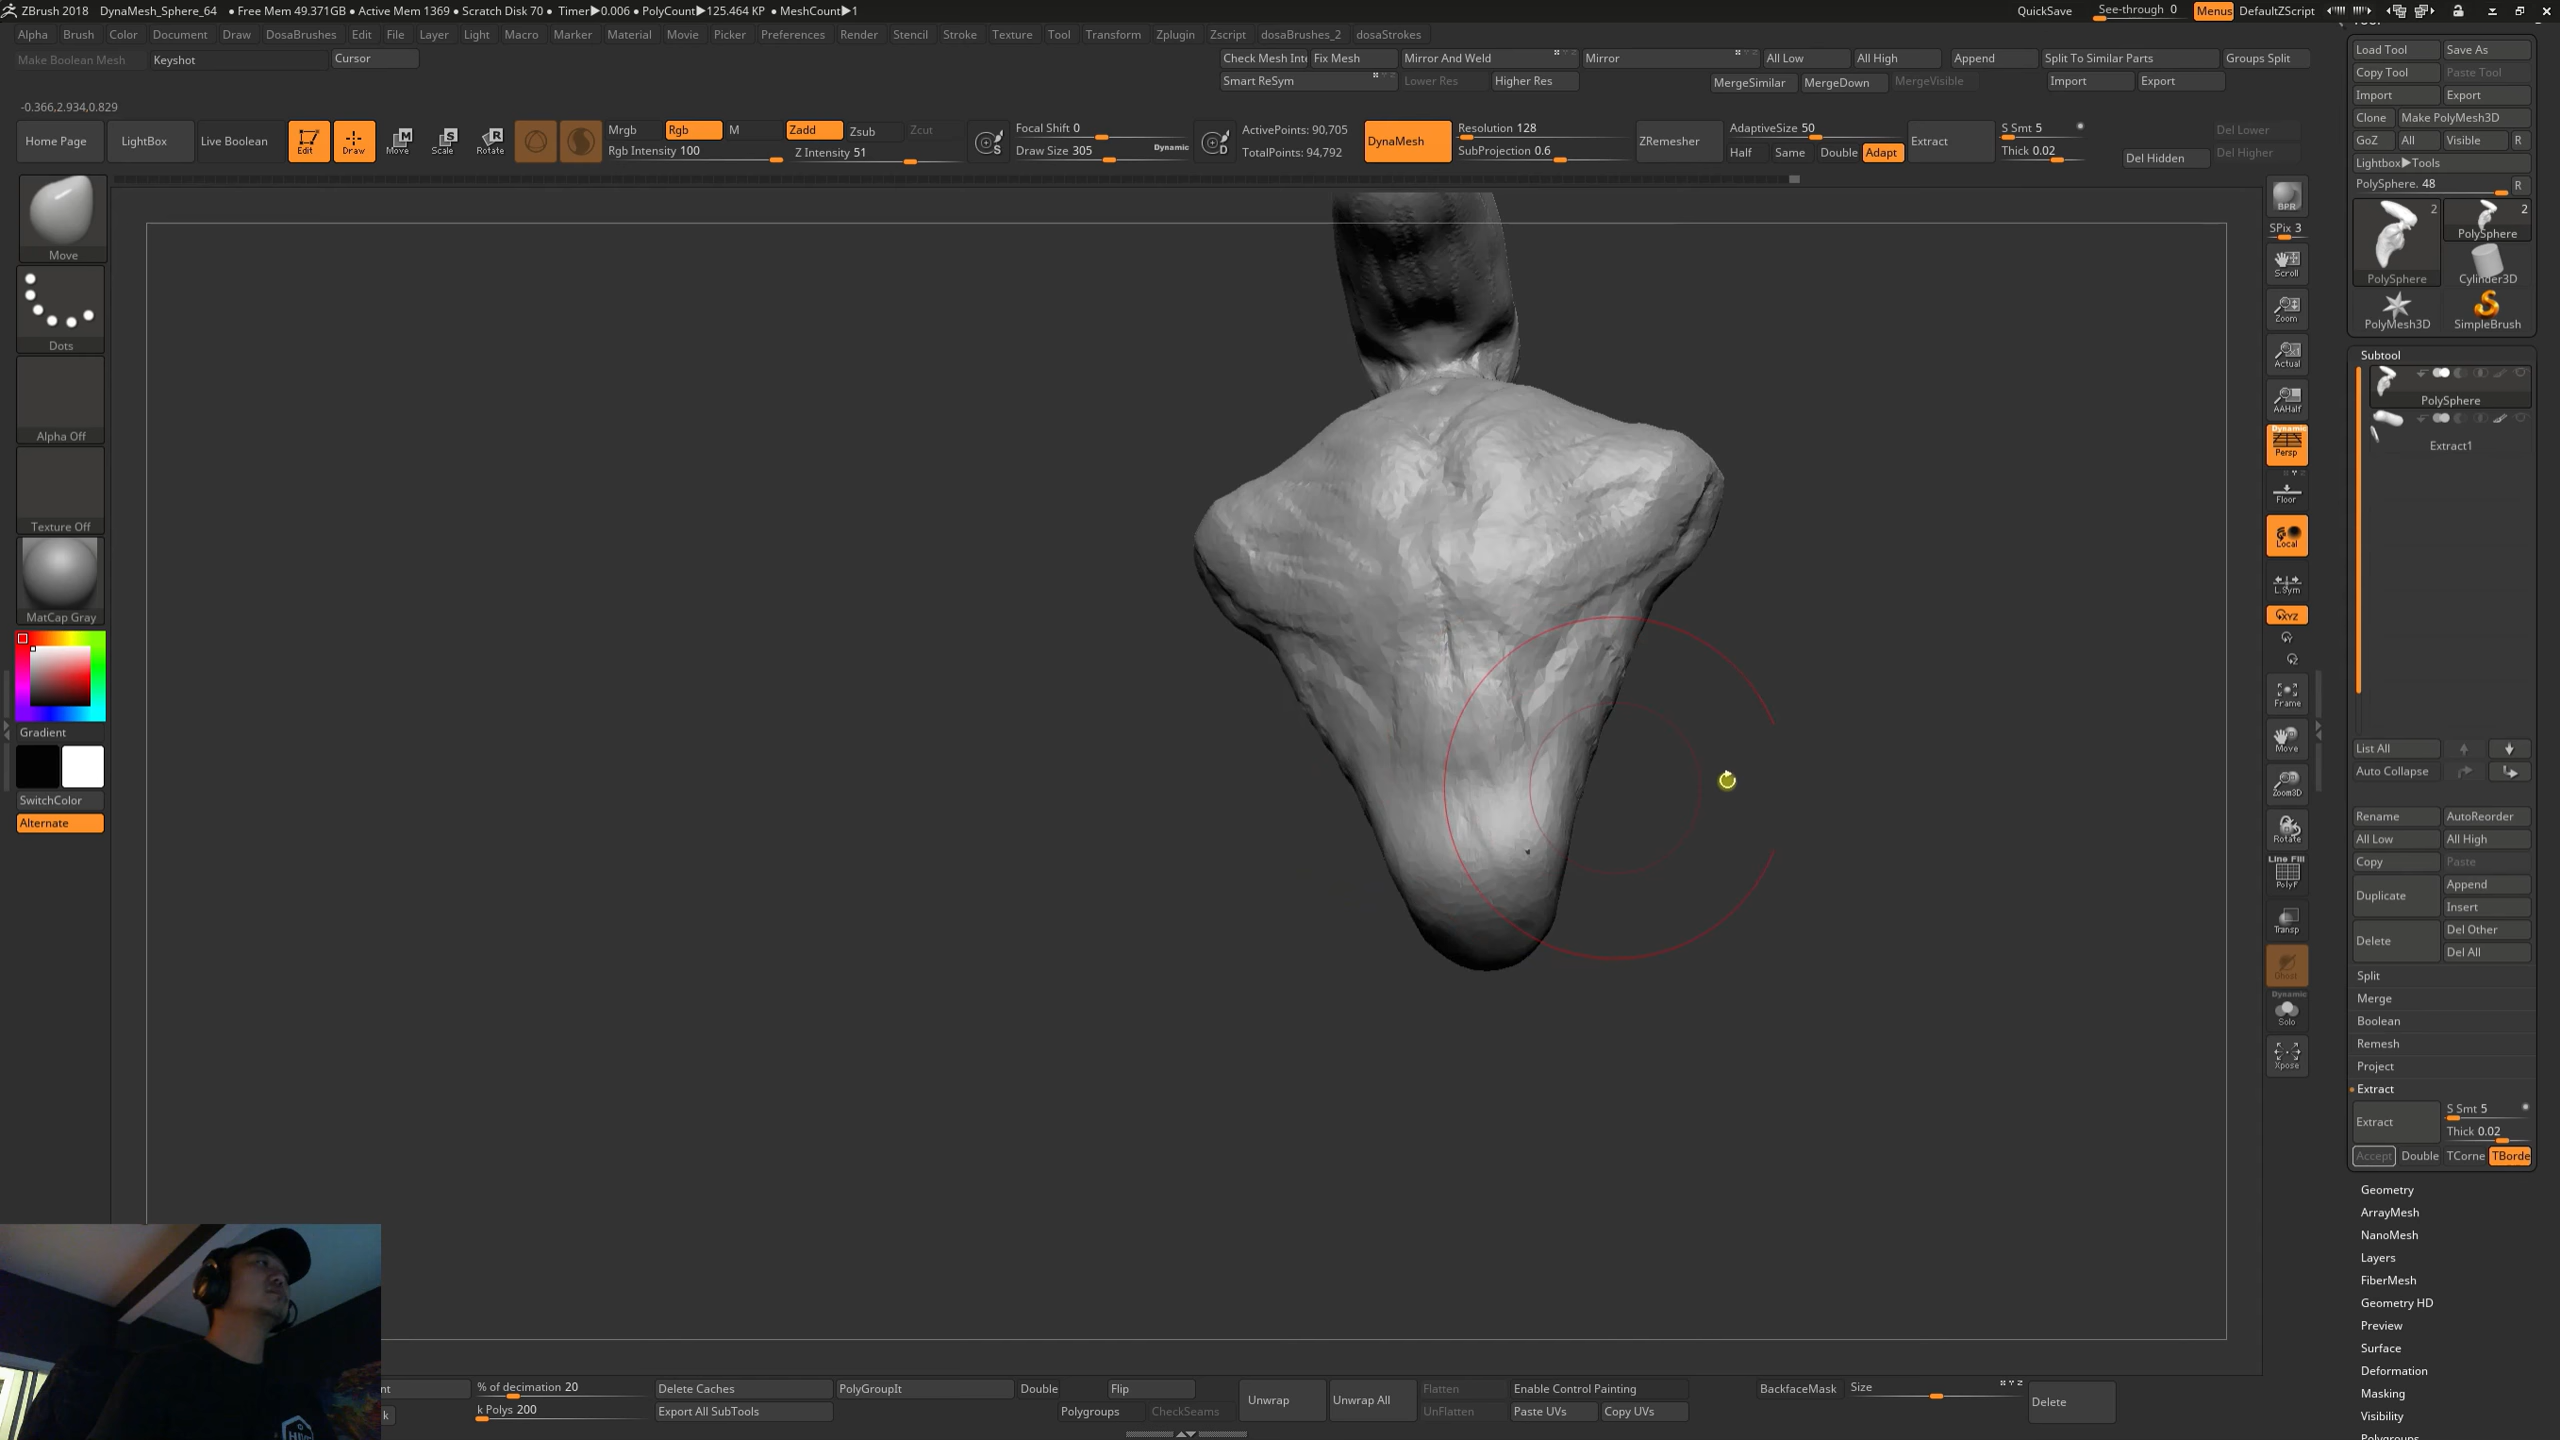 ZBrush 2018 DynaMesh_Sphere_64 • Free Mem 49.371GB • Active Mem 1369 • Scratch Disk 70 • Timer▶0.006 • PolyCount▶125.464 KP • MeshCount▶1 QuickSave See-through 0 Menus DefaultZScript
Alpha Brush Color Document Draw DosaBrushes Edit File Layer Light Macro Marker Material Movie Picker Preferences Render Stencil Stroke Texture Tool Transform Zplugin Zscript dosaBrushes_2 dosaStrokes
Make Boolean Mesh Keyshot Cursor Check Mesh Int Fix Mesh Mirror And Weld Mirror All Low All High Append Split To Similar Parts Groups Split
Smart ReSym Lower Res Higher Res MergeSimilar MergeDown MergeVisible Import Export
-0.366,2.934,0.829
Home Page LightBox Live Boolean Edit Draw Move Scale Rotate
Mrgb Rgb M Zadd Zsub Zcut
Rgb Intensity 100 Z Intensity 51
Focal Shift 0
Draw Size 305 Dynamic
ActivePoints: 90,705
TotalPoints: 94,792
DynaMesh
Resolution 128
SubProjection 0.6
ZRemesher
AdaptiveSize 50
Half Same Double Adapt
Extract
S Smt 5
Thick 0.02
Del Hidden
Del Lower
Del Higher
Move
Dots
Alpha Off
Texture Off
MatCap Gray
Gradient
SwitchColor
Alternate
BPR
SPix 3
Scroll
Zoom
Actual
AAHalf
Dynamic
Persp
Floor
Local
L.Sym
XYZ
Frame
Move
Zoom3D
Rotate
Line Fill
PolyF
Transp
Ghost
Dynamic
Solo
Xpose
Load Tool Save As
Copy Tool Paste Tool
Import Export
Clone Make PolyMesh3D
GoZ All Visible R
Lightbox▶Tools
PolySphere. 48 R
2 2
PolySphere
PolySphere Cylinder3D
PolyMesh3D SimpleBrush
Subtool
PolySphere
Extract1
List All
Auto Collapse
Rename AutoReorder
All Low All High
Copy Paste
Duplicate Append
Insert
Delete Del Other
Del All
Split
Merge
Boolean
Remesh
Project
Extract
Extract S Smt 5
Thick 0.02
Accept Double TCorne TBorde
Geometry
ArrayMesh
NanoMesh
Layers
FiberMesh
Geometry HD
Preview
Surface
Deformation
Masking
Visibility
Polygroups
nt % of decimation 20 Delete Caches PolyGroupIt Double Flip Unwrap Unwrap All Flatten Enable Control Painting BackfaceMask Size Delete
k k Polys 200 Export All SubTools Polygroups CheckSeams UnFlatten Paste UVs Copy UVs